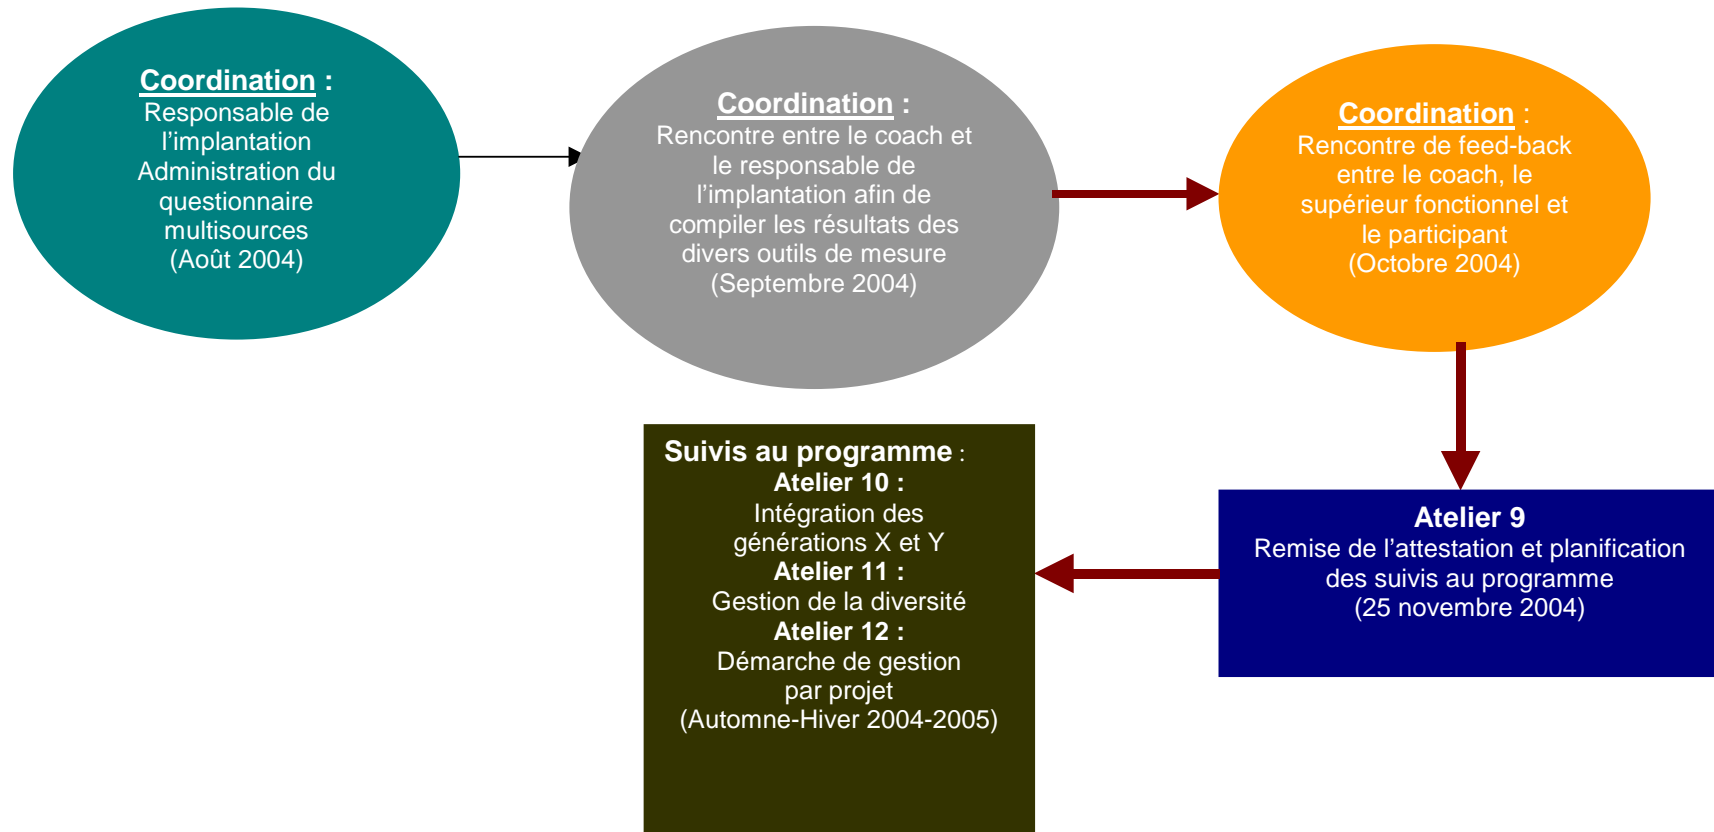 Coordination :
Responsable de
l’implantation
Administration du
questionnaire
multisources
(Août 2004)
Coordination :
Rencontre entre le coach et
le responsable de
l’implantation afin de
compiler les résultats des
divers outils de mesure
(Septembre 2004)
Coordination :
Rencontre de feed-back
entre le coach, le
supérieur fonctionnel et
le participant
(Octobre 2004)
Atelier 9
Remise de l’attestation et planification
des suivis au programme
(25 novembre 2004)
Suivis au programme :
Atelier 10 :
Intégration des
générations X et Y
Atelier 11 :
Gestion de la diversité
Atelier 12 :
Démarche de gestion
par projet
(Automne-Hiver 2004-2005)